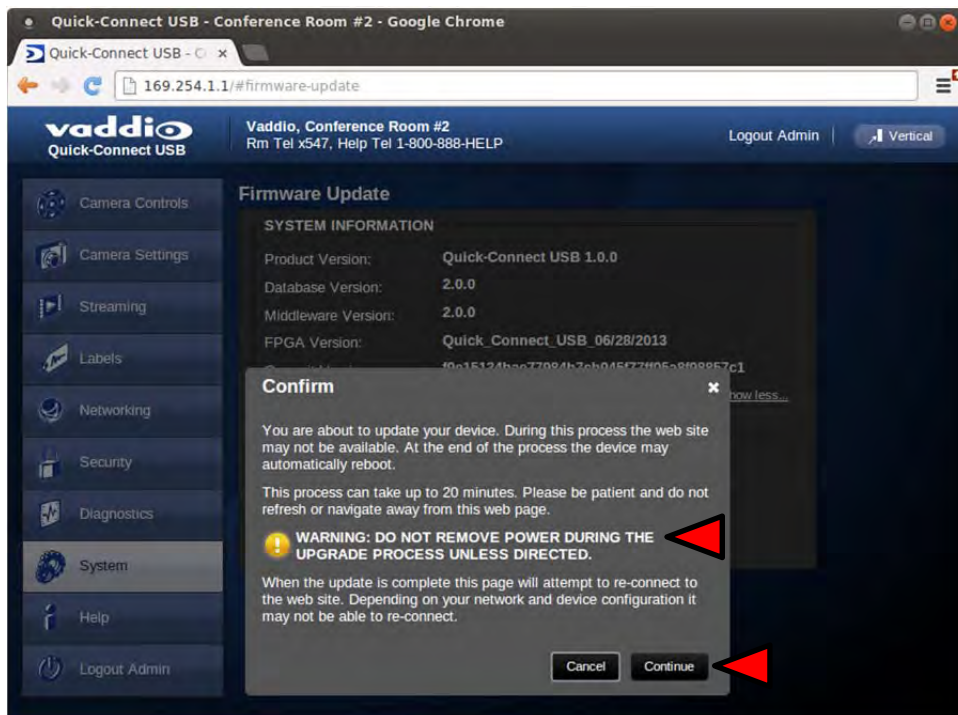 Quick-Connect USB - Conference Room #2 - Google Chrome
Quick-Connect USB - C
169.254.1.1/#firmware-update
vaddio
Quick-Connect USB
Vaddio, Conference Room #2
Rm Tel x547, Help Tel 1-800-888-HELP
Logout Admin
Vertical
Camera Controls
Camera Settings
Streaming
Labels
Networking
Security
Diagnostics
System
Help
Logout Admin
Firmware Update
SYSTEM INFORMATION
Product Version: Quick-Connect USB 1.0.0
Database Version: 2.0.0
Middleware Version: 2.0.0
FPGA Version: Quick_Connect_USB_06/28/2013
less...
Confirm
You are about to update your device. During this process the web site
may not be available. At the end of the process the device may
automatically reboot.
This process can take up to 20 minutes. Please be patient and do not
refresh or navigate away from this web page.
WARNING: DO NOT REMOVE POWER DURING THE
UPGRADE PROCESS UNLESS DIRECTED.
When the update is complete this page will attempt to re-connect to
the web site. Depending on your network and device configuration it
may not be able to re-connect.
Cancel
Continue